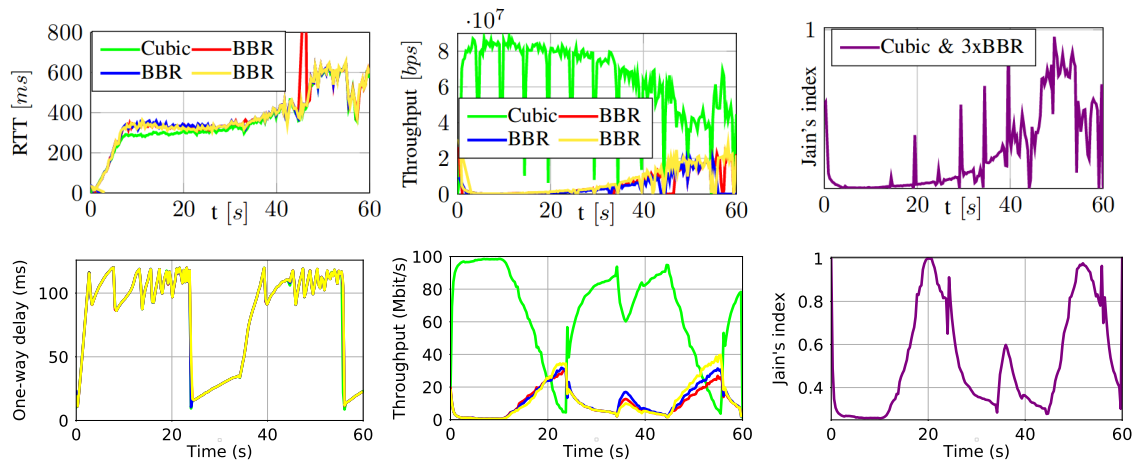 800
600
400
200
0
RTT [ms]
Cubic BBR
BBR BBR
0 20 40 60
t [s]
·10⁷
8
6
4
2
0
Throughput [bps]
Cubic BBR
BBR BBR
0 20 40 60
t [s]
1
Jain's index
Cubic & 3xBBR
0 20 40 60
t [s]
100
50
0
One-way delay (ms)
0 20 40 60
Time (s)
100
80
60
40
20
0
Throughput (Mbit/s)
0 20 40 60
Time (s)
1
0.8
0.6
0.4
Jain's index
0 20 40 60
Time (s)